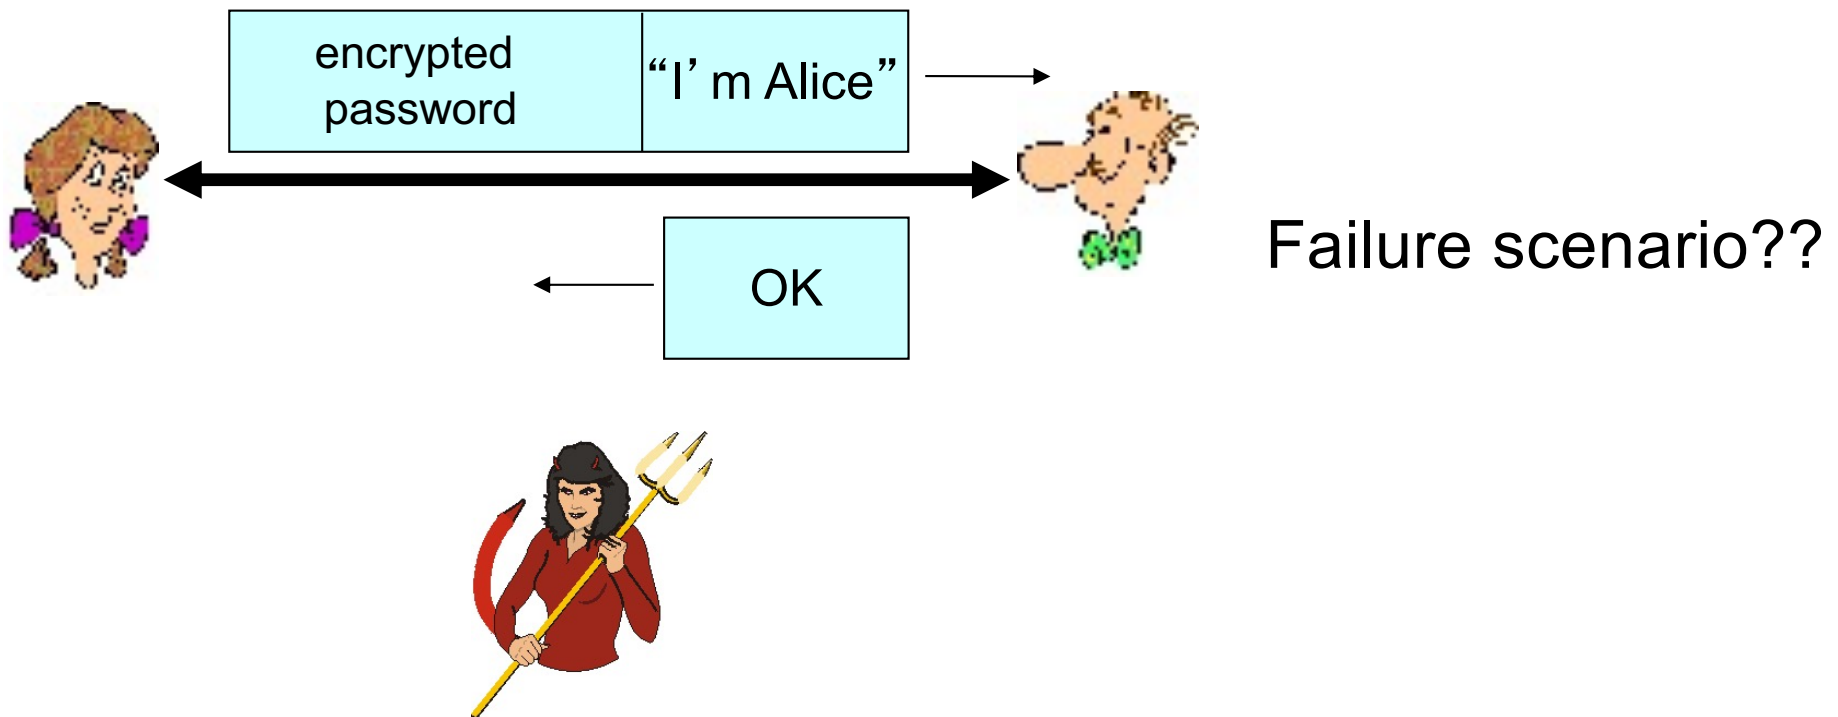 encrypted
password
“I’ m Alice”
OK
Failure scenario??